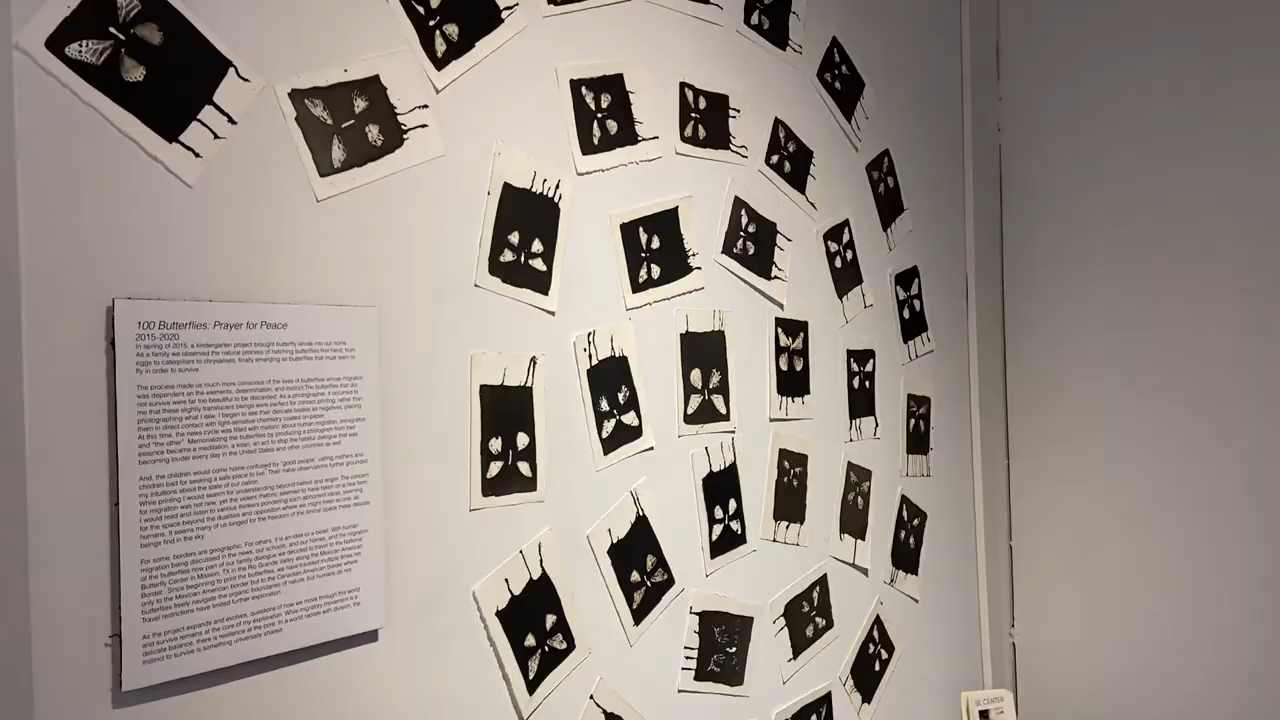 100 Butterflies: Prayer for Peace
2015-2020
In spring of 2015, a kindergarten project brought butterfly larvae into our home.
As a family we observed the natural process of hatching butterflies first hand, from
eggs to caterpillars to chrysalises, finally emerging as butterflies that must learn to
fly in order to survive.
The process made us much more conscious of the lives of butterflies whose migration
was dependent on the elements, determination, and instinct. The butterflies that did
not survive were far too beautiful to be discarded. As a photographer, it occurred to
me that these slightly translucent beings were perfect for contact printing, rather than
photographing what I saw, I began to see their delicate bodies as negatives, placing
them in direct contact with light-sensitive chemistry coated on paper.
At this time, the news cycle was filled with rhetoric about human migration, immigration
and "the other". Memorializing the butterflies by producing a photogram from their
essence became a meditation, a koan, an act to stop the hateful dialogue that was
becoming louder every day in the United States and other countries as well.
And, the children would come home confused by "good people" calling mothers and
children bad for seeking a safe place to live. Their naive observations further grounded
my intuitions about the state of our nation.
While printing I would search for understanding beyond hatred and anger. The concern
for migration was not new, yet the violent rhetoric seemed to have taken on a new form.
I would read and listen to various thinkers pondering such abhorrent ideas, yearning
for the space beyond the dualities and opposition where we might meet as one, as
humans. It seems many of us longed for the freedom of the liminal space these delicate
beings find in the sky.
For some, borders are geographic. For others, it is an idea or a belief. With human
migration being discussed in the news, our schools, and our homes, and the migration
of the butterflies now part of our family dialogue we decided to travel to the National
Butterfly Center in Mission, TX in the Rio Grande Valley along the Mexican American
Border. Since beginning to print the butterflies, we have traveled multiple times not
only to the Mexican American border but to the Canadian American border where
butterflies freely navigate the organic boundaries of nature, but humans do not.
Travel restrictions have limited further exploration.
As the project expands and evolves, questions of how we move through this world
and survive remains at the core of my exploration. While migratory movement is a
delicate balance, there is resilience at the core. In a world replete with division, the
instinct to survive is something universally shared.
CENTER